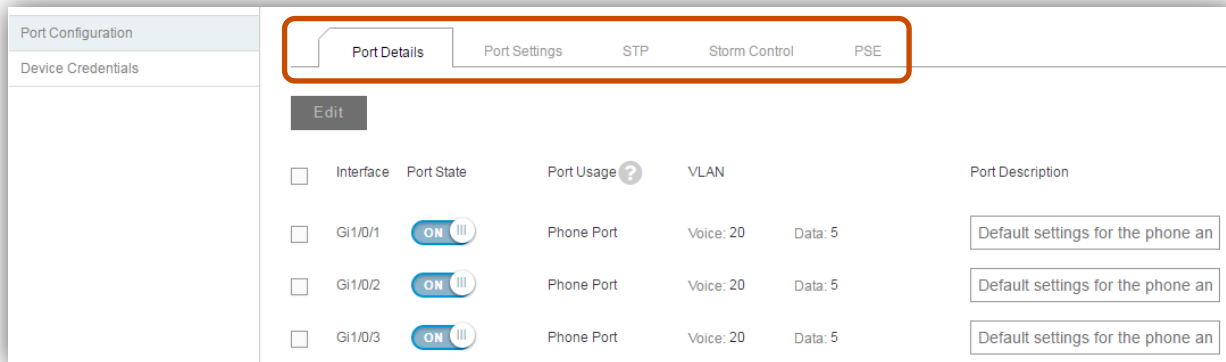 Port Configuration
Device Credentials
Port Details Port Settings STP Storm Control PSE
Edit
Interface Port State Port Usage ? VLAN Port Description
Gi1/0/1 ON Phone Port Voice: 20 Data: 5 Default settings for the phone an
Gi1/0/2 ON Phone Port Voice: 20 Data: 5 Default settings for the phone an
Gi1/0/3 ON Phone Port Voice: 20 Data: 5 Default settings for the phone an